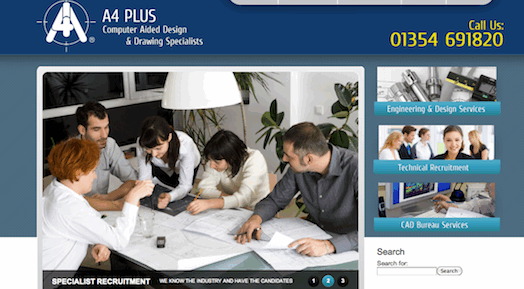 A4 PLUS
Computer Aided Design
& Drawing Specialists
Call Us:
01354 691820
Engineering & Design Services
Technical Recruitment
CAD Bureau Services
SPECIALIST RECRUITMENT WE KNOW THE INDUSTRY AND HAVE THE CANDIDATES
1 2 3
Search
Search for:
Search